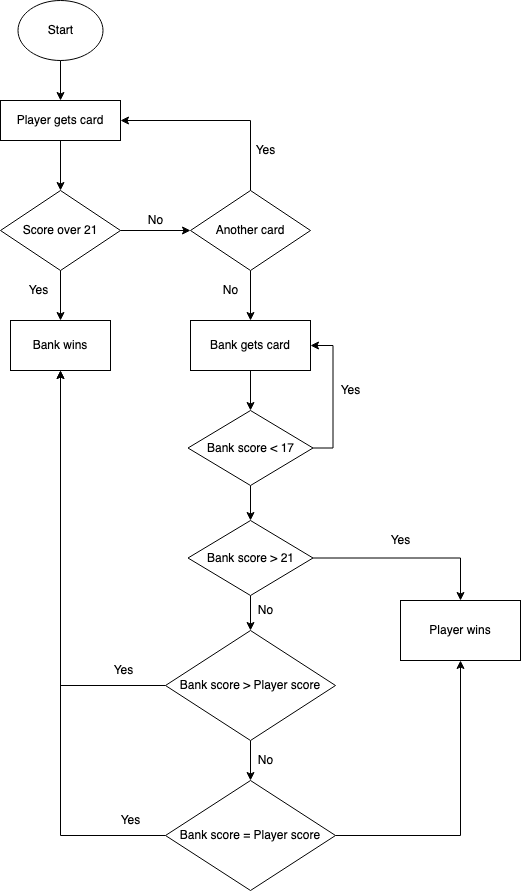 Start
Player gets card
Yes
Score over 21
No
Another card
Yes
No
Bank wins
Bank gets card
Yes
Bank score < 17
Yes
Bank score > 21
No
Player wins
Yes
Bank score > Player score
No
Yes
Bank score = Player score